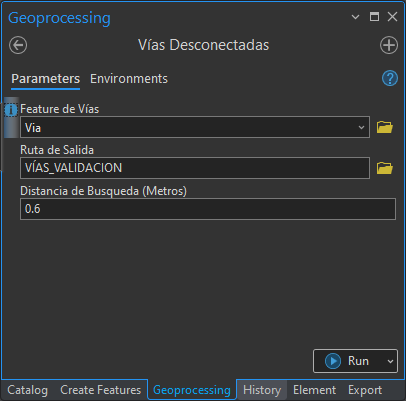 Geoprocessing
Vías Desconectadas
Parameters Environments
Feature de Vías
Via
Ruta de Salida
VÍAS_VALIDACION
Distancia de Busqueda (Metros)
0.6
Run
Catalog Create Features Geoprocessing History Element Export